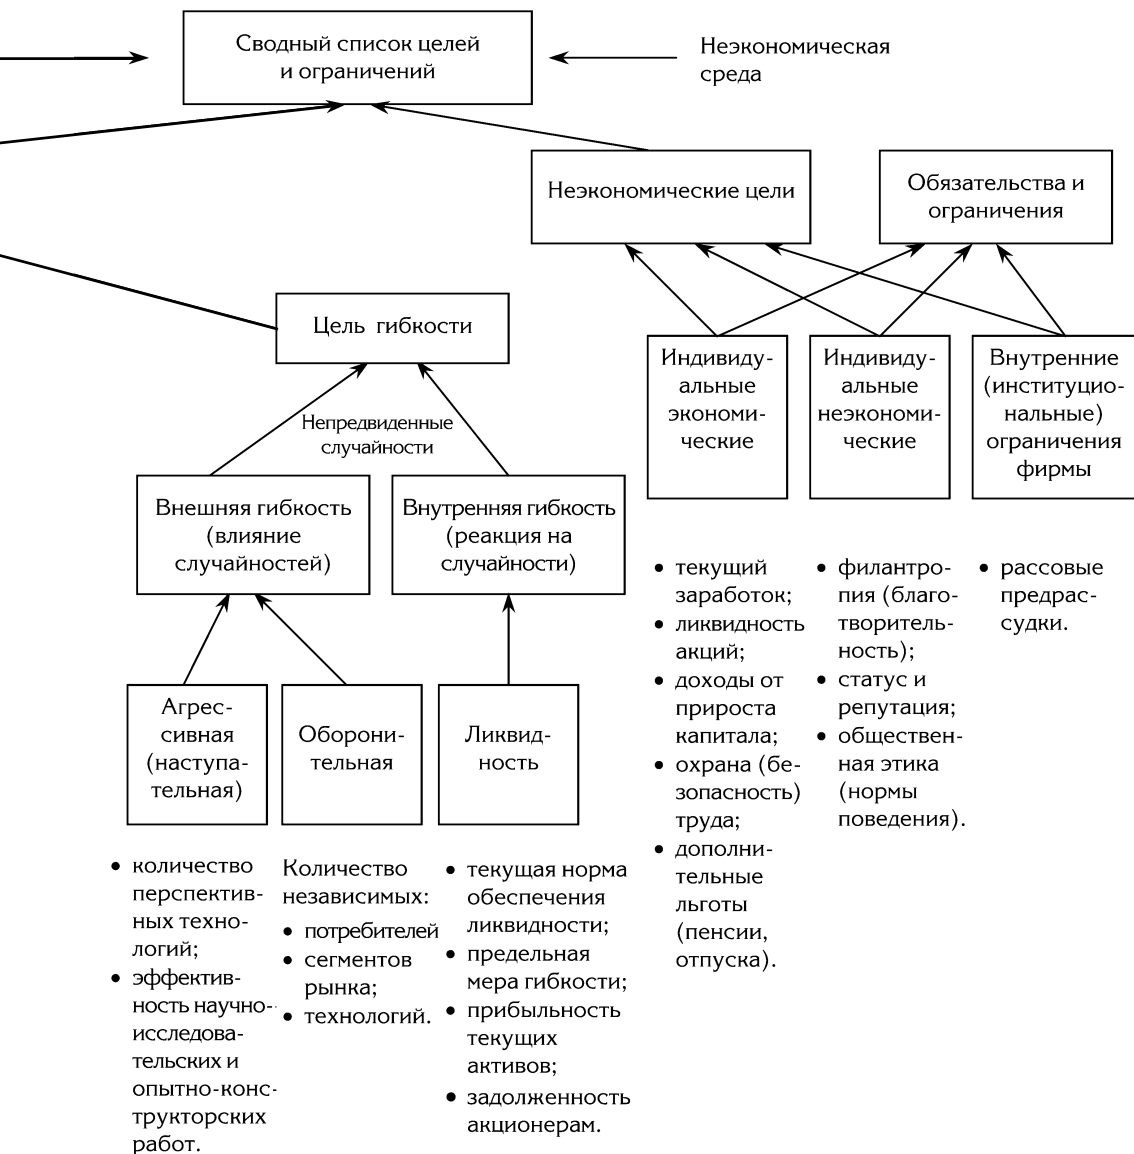 Сводный список целей
и ограничений
Неэкономическая
среда
Неэкономические цели
Обязательства и
ограничения
Цель гибкости
Индивиду-
альные
экономи-
ческие
Индивиду-
альные
неэкономи-
ческие
Внутренние
(институцио-
нальные)
ограничения
фирмы
Непредвиденные
случайности
Внешняя гибкость
(влияние
случайностей)
Внутренняя гибкость
(реакция на
случайности)
• текущий
заработок;
• ликвидность
акций;
• доходы от
прироста
капитала;
• охрана (бе-
зопасность)
труда;
• дополни-
тельные
льготы
(пенсии,
отпуска).
• филантро-
пия (благо-
творитель-
ность);
• статус и
репутация;
• обществен-
ная этика
(нормы
поведения).
• рассовые
предрас-
судки.
Агрес-
сивная
(наступа-
тельная)
Оборони-
тельная
Ликвид-
ность
• количество
перспектив-
ных техно-
логий;
• эффектив-
ность научно-
исследова-
тельских и
опытно-конс-
трукторских
работ.
Количество
независимых:
• потребителей
• сегментов
рынка;
• технологий.
• текущая норма
обеспечения
ликвидности;
• предельная
мера гибкости;
• прибыльность
текущих
активов;
• задолженность
акционерам.